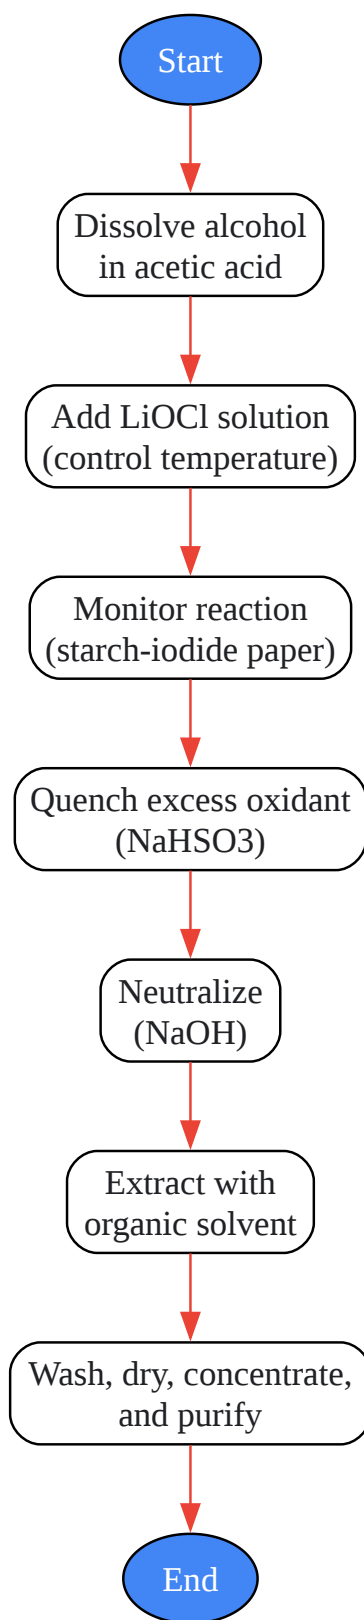 Start
Dissolve alcohol
in acetic acid
Add LiOCl solution
(control temperature)
Monitor reaction
(starch-iodide paper)
Quench excess oxidant
(NaHSO3)
Neutralize
(NaOH)
Extract with
organic solvent
Wash, dry, concentrate,
and purify
End